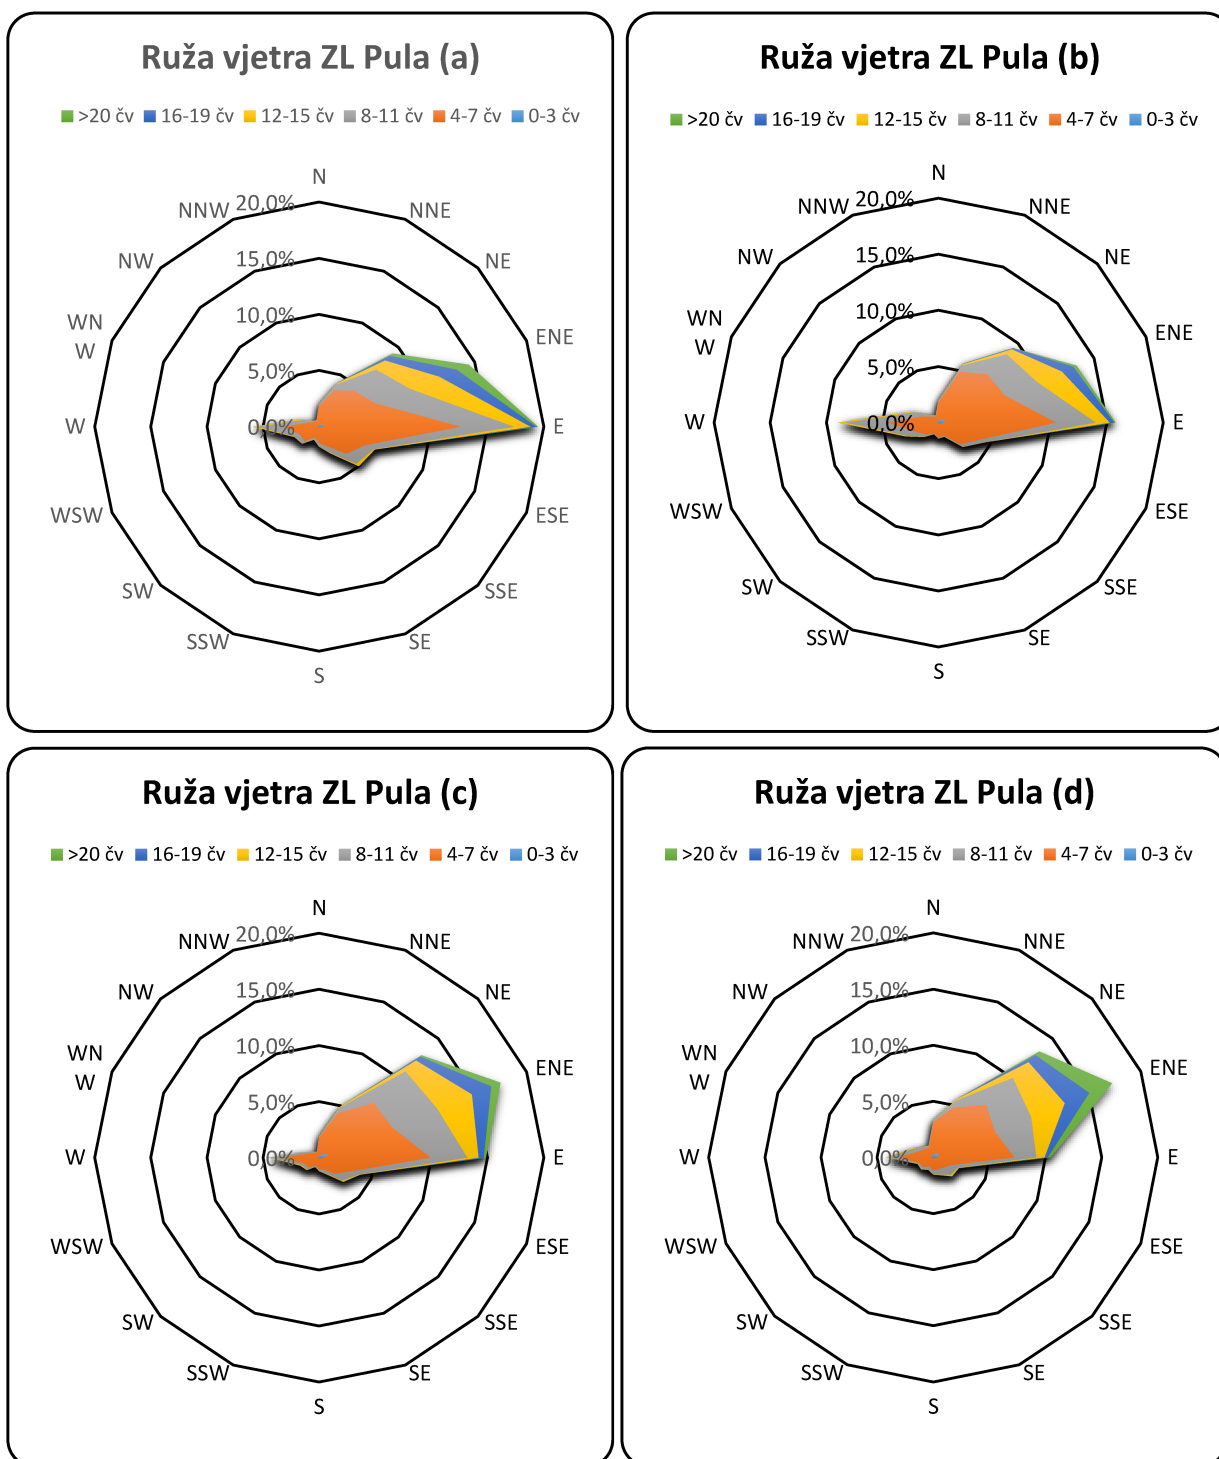 Ruža vjetra ZL Pula (a)
>20 čv 16-19 čv 12-15 čv 8-11 čv 4-7 čv 0-3 čv
N
20,0%
NNW
NNE
15,0%
NW
NE
10,0%
WN
W
ENE
5,0%
W
0,0%
E
WSW
ESE
SW
SSE
SSW
SE
S
Ruža vjetra ZL Pula (b)
>20 čv 16-19 čv 12-15 čv 8-11 čv 4-7 čv 0-3 čv
N
20,0%
NNW
NNE
15,0%
NW
NE
10,0%
WN
W
ENE
5,0%
W
0,0%
E
WSW
ESE
SW
SSE
SSW
SE
S
Ruža vjetra ZL Pula (c)
>20 čv 16-19 čv 12-15 čv 8-11 čv 4-7 čv 0-3 čv
N
20,0%
NNW
NNE
15,0%
NW
NE
10,0%
WN
W
ENE
5,0%
W
0,0%
E
WSW
ESE
SW
SSE
SSW
SE
S
Ruža vjetra ZL Pula (d)
>20 čv 16-19 čv 12-15 čv 8-11 čv 4-7 čv 0-3 čv
N
20,0%
NNW
NNE
15,0%
NW
NE
10,0%
WN
W
ENE
5,0%
W
0,0%
E
WSW
ESE
SW
SSE
SSW
SE
S